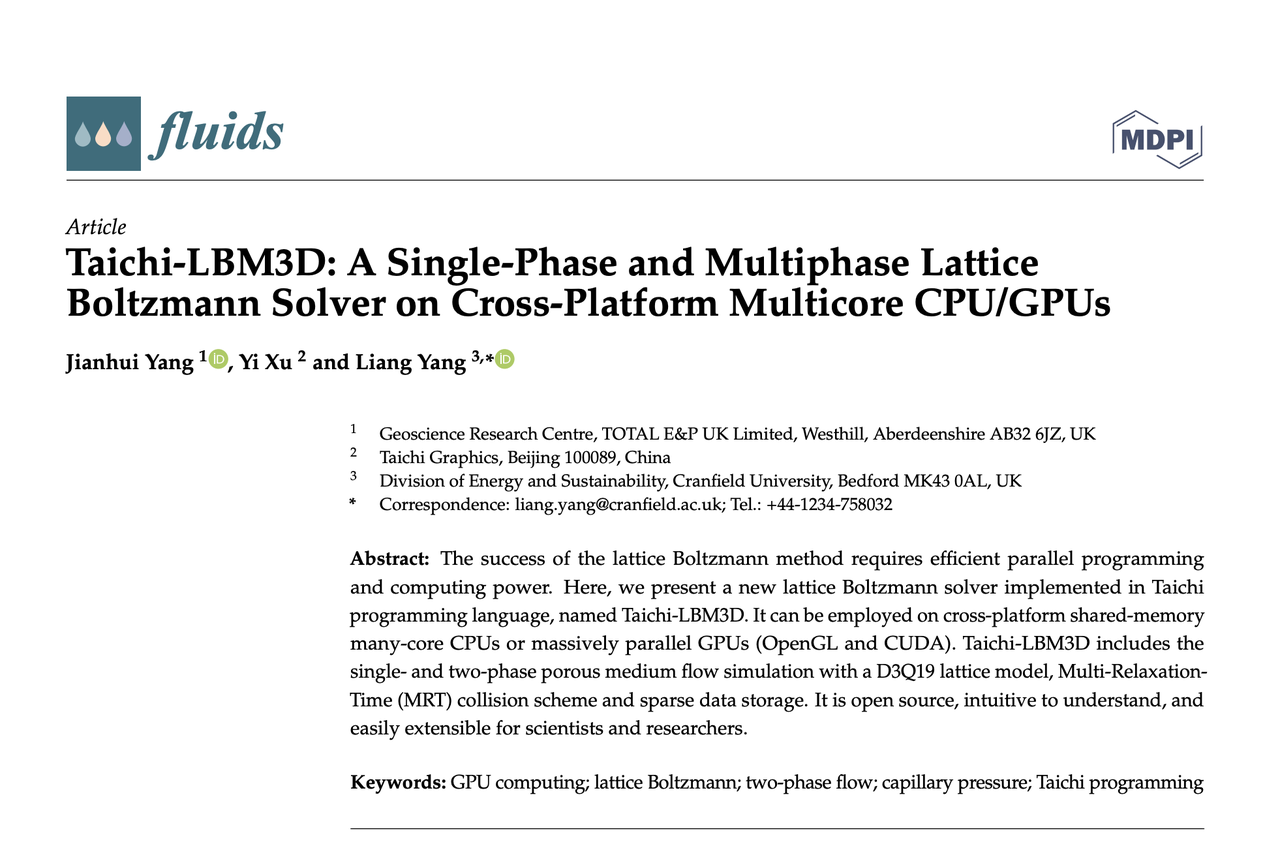 fluids
MDPI
Article
Taichi-LBM3D: A Single-Phase and Multiphase Lattice
Boltzmann Solver on Cross-Platform Multicore CPU/GPUs
Jianhui Yang 1 iD, Yi Xu 2 and Liang Yang 3,* iD
1 Geoscience Research Centre, TOTAL E&P UK Limited, Westhill, Aberdeenshire AB32 6JZ, UK
2 Taichi Graphics, Beijing 100089, China
3 Division of Energy and Sustainability, Cranfield University, Bedford MK43 0AL, UK
* Correspondence: liang.yang@cranfield.ac.uk; Tel.: +44-1234-758032
Abstract: The success of the lattice Boltzmann method requires efficient parallel programming
and computing power. Here, we present a new lattice Boltzmann solver implemented in Taichi
programming language, named Taichi-LBM3D. It can be employed on cross-platform shared-memory
many-core CPUs or massively parallel GPUs (OpenGL and CUDA). Taichi-LBM3D includes the
single- and two-phase porous medium flow simulation with a D3Q19 lattice model, Multi-Relaxation-
Time (MRT) collision scheme and sparse data storage. It is open source, intuitive to understand, and
easily extensible for scientists and researchers.
Keywords: GPU computing; lattice Boltzmann; two-phase flow; capillary pressure; Taichi programming